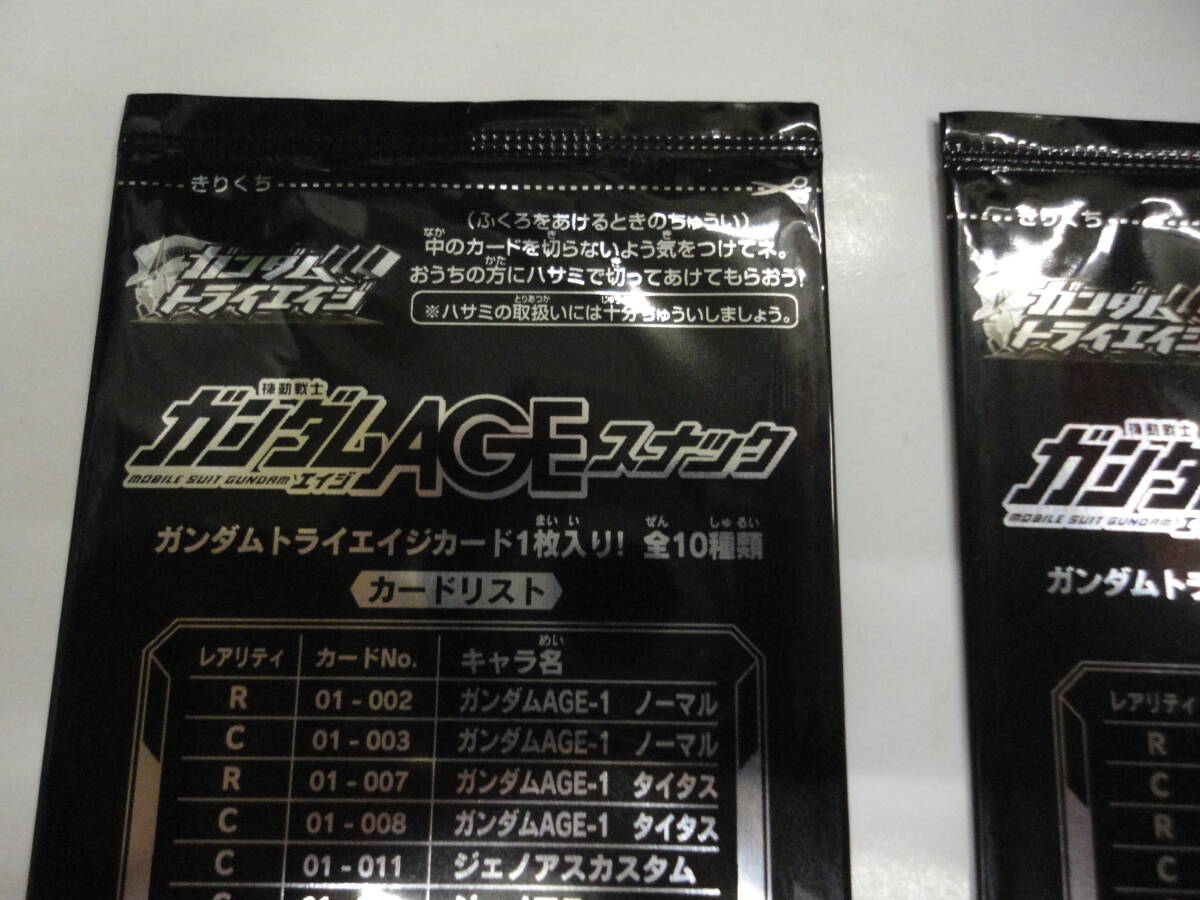 きりくち
(ふくろをあけるときのちゅうい)
中のカードを切らないよう気をつけてネ。
おうちの方にハサミで切ってあけてもらおう!
※ハサミの取扱いには十分ちゅういしましょう。
ガンダム
トライエイジ
機動戦士
ガンダムAGEスナック
MOBILE SUIT GUNDAM エイジ
ガンダムトライエイジカード1枚入り! 全10種類
カードリスト
レアリティ カードNo. キャラ名
R 01-002 ガンダムAGE-1 ノーマル
C 01-003 ガンダムAGE-1 ノーマル
R 01-007 ガンダムAGE-1 タイタス
C 01-008 ガンダムAGE-1 タイタス
C 01-011 ジェノアスカスタム
きりくち
ガンダム
トライエイジ
機動戦士
ガンダ
MOBILE SUIT GUNDAM
ガンダムト
レアリティ
R
C
R
C